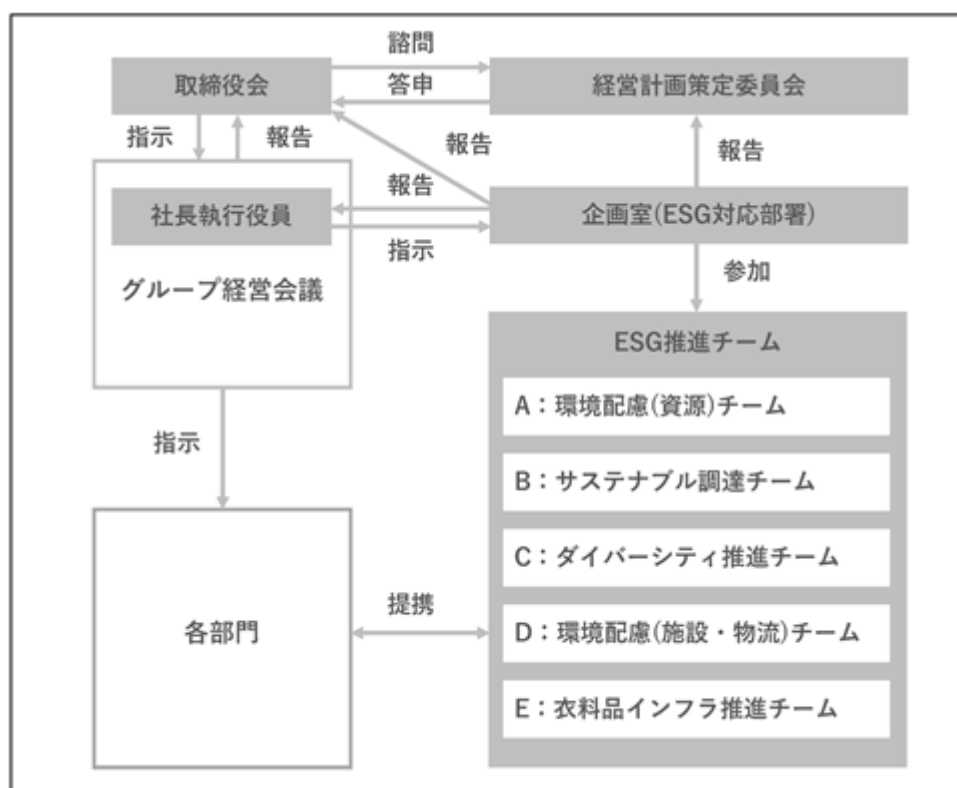 諮問
取締役会
答申
経営計画策定委員会
指示
報告
報告
報告
報告
社長執行役員
指示
企画室(ESG対応部署)
グループ経営会議
参加
ESG推進チーム
A：環境配慮(資源)チーム
指示
B：サステナブル調達チーム
C：ダイバーシティ推進チーム
提携
各部門
D：環境配慮(施設・物流)チーム
E：衣料品インフラ推進チーム